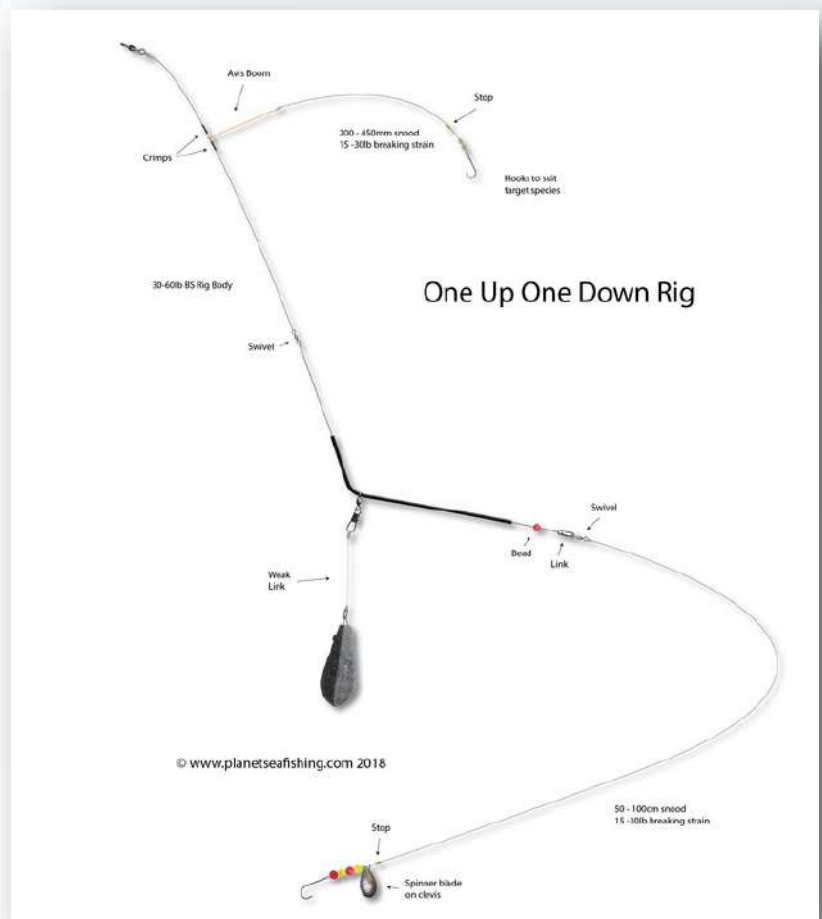 Avis Boom
Stop
300 - 450mm snood
15 -30lb breaking strain
Crimps
Hooks to suit
target species
30-60lb BS Rig Body
One Up One Down Rig
Swivel
Swivel
Bead
Link
Weak
Link
© www.planetseafishing.com 2018
50 - 100cm snood
15 -30lb breaking strain
Stop
Spinner blade
on clevis